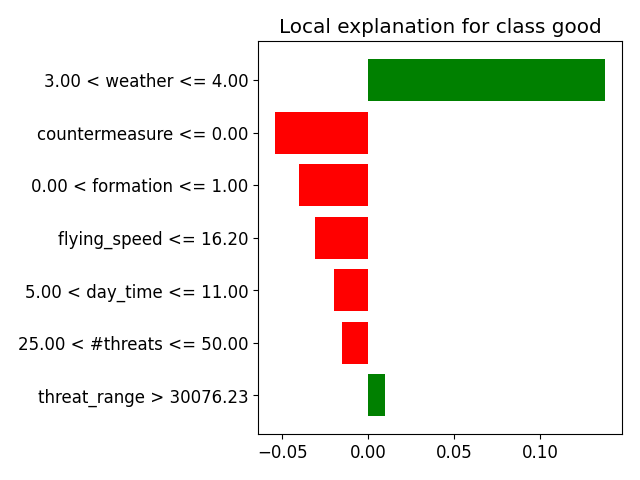 Local explanation for class good
3.00 < weather <= 4.00
countermeasure <= 0.00
0.00 < formation <= 1.00
flying_speed <= 16.20
5.00 < day_time <= 11.00
25.00 < #threats <= 50.00
threat_range > 30076.23
−0.05 0.00 0.05 0.10